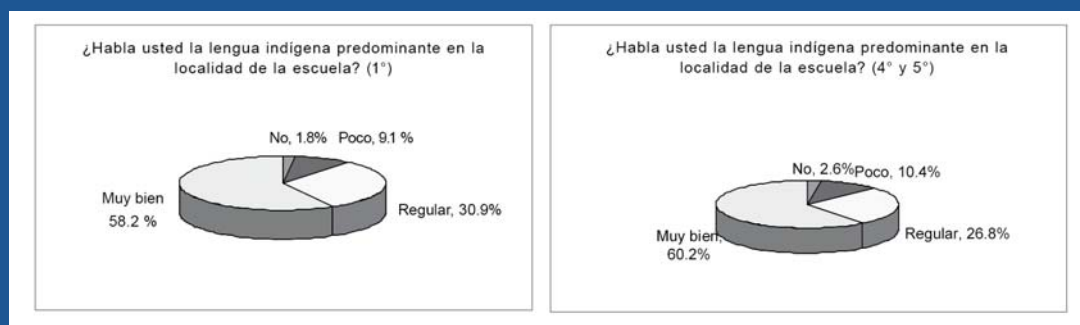 ¿Habla usted la lengua indígena predominante en la
localidad de la escuela? (1°)
No, 1.8%
Poco, 9.1 %
Muy bien
58.2 %
Regular, 30.9%
¿Habla usted la lengua indígena predominante en la
localidad de la escuela? (4° y 5°)
No, 2.6%
Poco, 10.4%
Muy bien,
60.2%
Regular, 26.8%